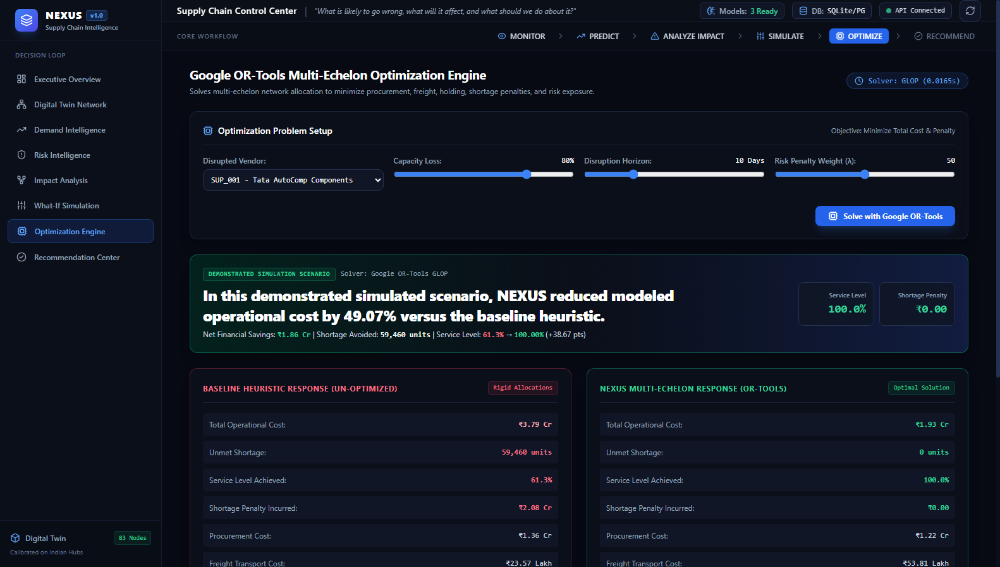 NEXUS v1.0
Supply Chain Intelligence
DECISION LOOP
Executive Overview
Digital Twin Network
Demand Intelligence
Risk Intelligence
Impact Analysis
What-If Simulation
Optimization Engine
Recommendation Center
Digital Twin 83 Nodes
Calibrated on Indian Hubs
Supply Chain Control Center | "What is likely to go wrong, what will it affect, and what should we do about it?" Models: 3 Ready DB: SQLite/PG API Connected
CORE WORKFLOW MONITOR > PREDICT > ANALYZE IMPACT > SIMULATE > OPTIMIZE > RECOMMEND
Google OR-Tools Multi-Echelon Optimization Engine
Solves multi-echelon network allocation to minimize procurement, freight, holding, shortage penalties, and risk exposure.
Solver: GLOP (0.0165s)
Optimization Problem Setup
Objective: Minimize Total Cost & Penalty
Disrupted Vendor: Capacity Loss: 80% Disruption Horizon: 10 Days Risk Penalty Weight (λ): 50
SUP_001 - Tata AutoComp Components
Solve with Google OR-Tools
DEMONSTRATED SIMULATION SCENARIO Solver: Google OR-Tools GLOP
In this demonstrated simulated scenario, NEXUS reduced modeled
operational cost by 49.07% versus the baseline heuristic.
Net Financial Savings: ₹1.86 Cr | Shortage Avoided: 59,460 units | Service Level: 61.3% → 100.00% (+38.67 pts)
Service Level
100.0%
Shortage Penalty
₹0.00
BASELINE HEURISTIC RESPONSE (UN-OPTIMIZED) Rigid Allocations
Total Operational Cost: ₹3.79 Cr
Unmet Shortage: 59,460 units
Service Level Achieved: 61.3%
Shortage Penalty Incurred: ₹2.08 Cr
Procurement Cost: ₹1.36 Cr
Freight Transport Cost: ₹23.57 Lakh
NEXUS MULTI-ECHELON RESPONSE (OR-TOOLS) Optimal Solution
Total Operational Cost: ₹1.93 Cr
Unmet Shortage: 0 units
Service Level Achieved: 100.0%
Shortage Penalty Incurred: ₹0.00
Procurement Cost: ₹1.22 Cr
Freight Transport Cost: ₹53.81 Lakh